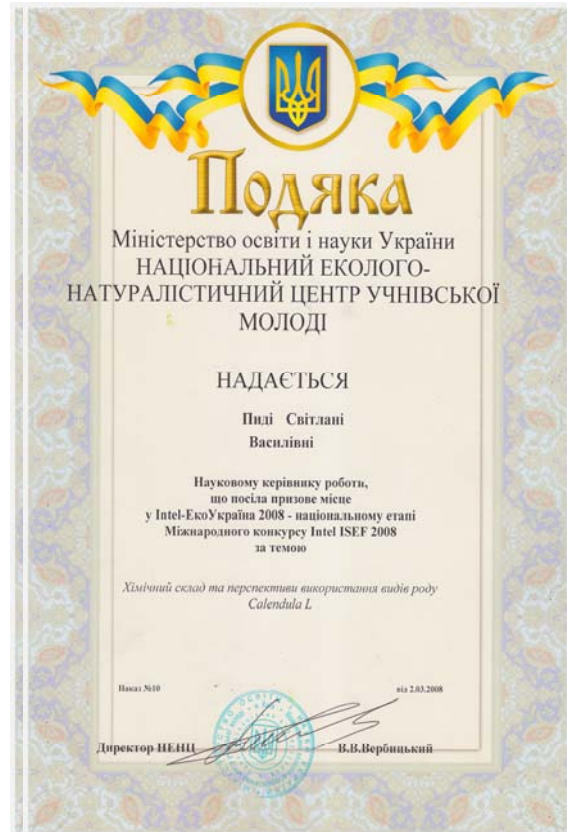 Подяка
Міністерство освіти і науки України
НАЦІОНАЛЬНИЙ ЕКОЛОГО-
НАТУРАЛІСТИЧНИЙ ЦЕНТР УЧНІВСЬКОЇ
МОЛОДІ
НАДАЄТЬСЯ
Пиді Світлані
Василівні
Науковому керівнику роботи,
що посіла призове місце
у Intel-ЕкоУкраїна 2008 - національному етапі
Міжнародного конкурсу Intel ISEF 2008
за темою
Хімічний склад та перспективи використання видів роду
Calendula L
Наказ №10 від 2.03.2008
Директор НЕНЦ В.В.Вербицький